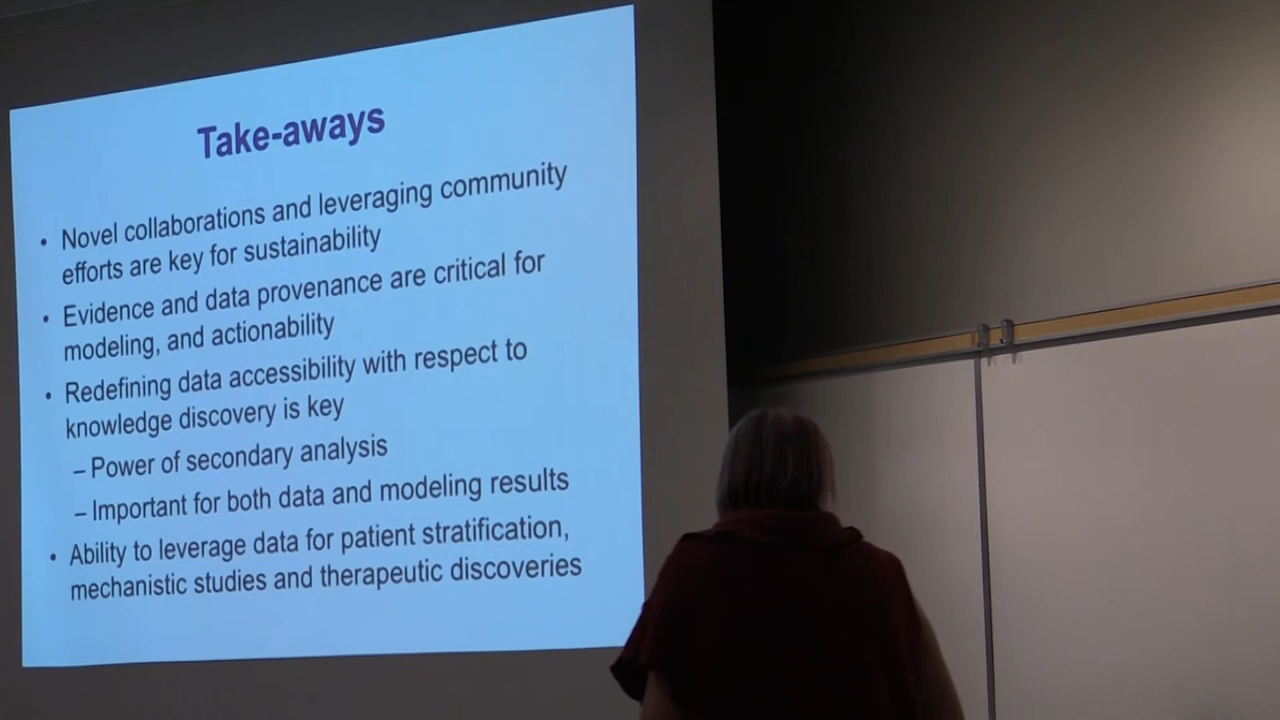 Take-aways
• Novel collaborations and leveraging community
efforts are key for sustainability
• Evidence and data provenance are critical for
modeling, and actionability
• Redefining data accessibility with respect to
knowledge discovery is key
– Power of secondary analysis
– Important for both data and modeling results
• Ability to leverage data for patient stratification,
mechanistic studies and therapeutic discoveries